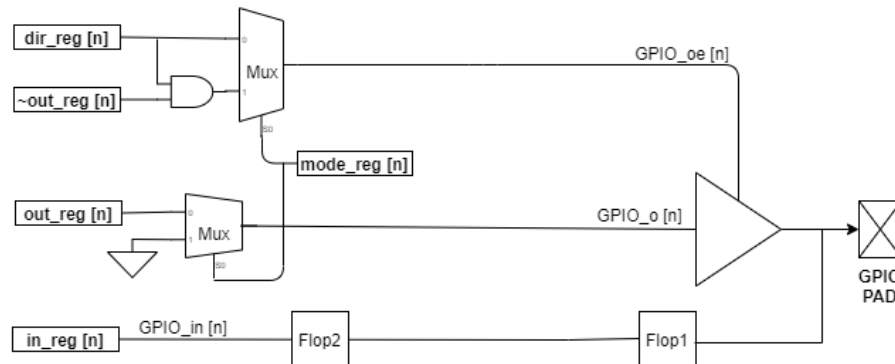 dir_reg [n]
0
Mux
GPIO_oe [n]
~out_reg [n]
1
S0
mode_reg [n]
out_reg [n]
0
Mux
GPIO_o [n]
1
S0
GPIO
PAD
in_reg [n]
GPIO_in [n]
Flop2
Flop1